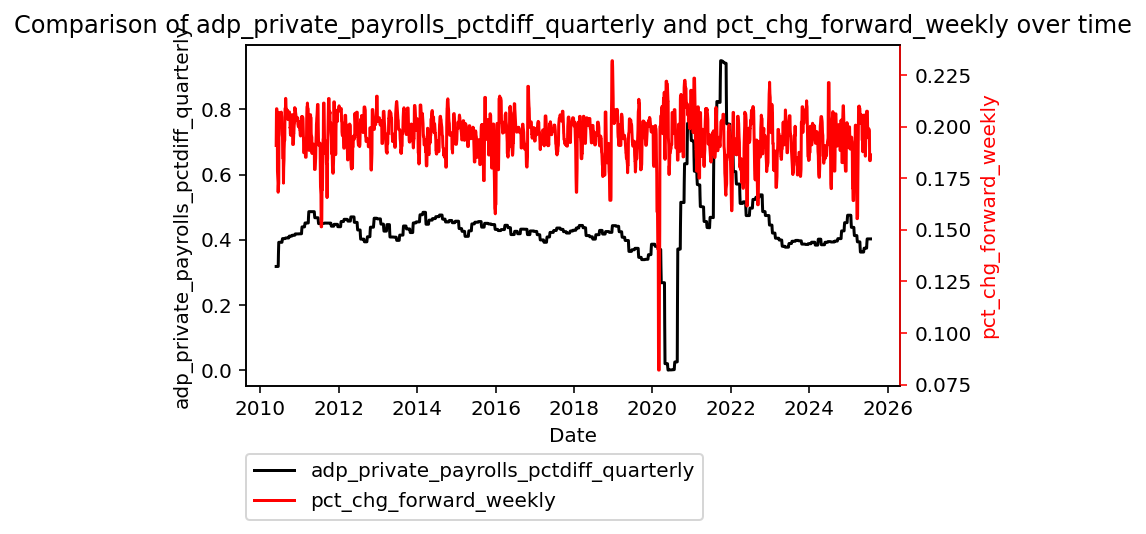 Comparison of adp_private_payrolls_pctdiff_quarterly and pct_chg_forward_weekly over time
adp_private_payrolls_pctdiff_quarterly
0.8
0.6
0.4
0.2
0.0
0.225
0.200
0.175
0.150
0.125
0.100
0.075
pct_chg_forward_weekly
2010 2012 2014 2016 2018 2020 2022 2024 2026
Date
adp_private_payrolls_pctdiff_quarterly
pct_chg_forward_weekly